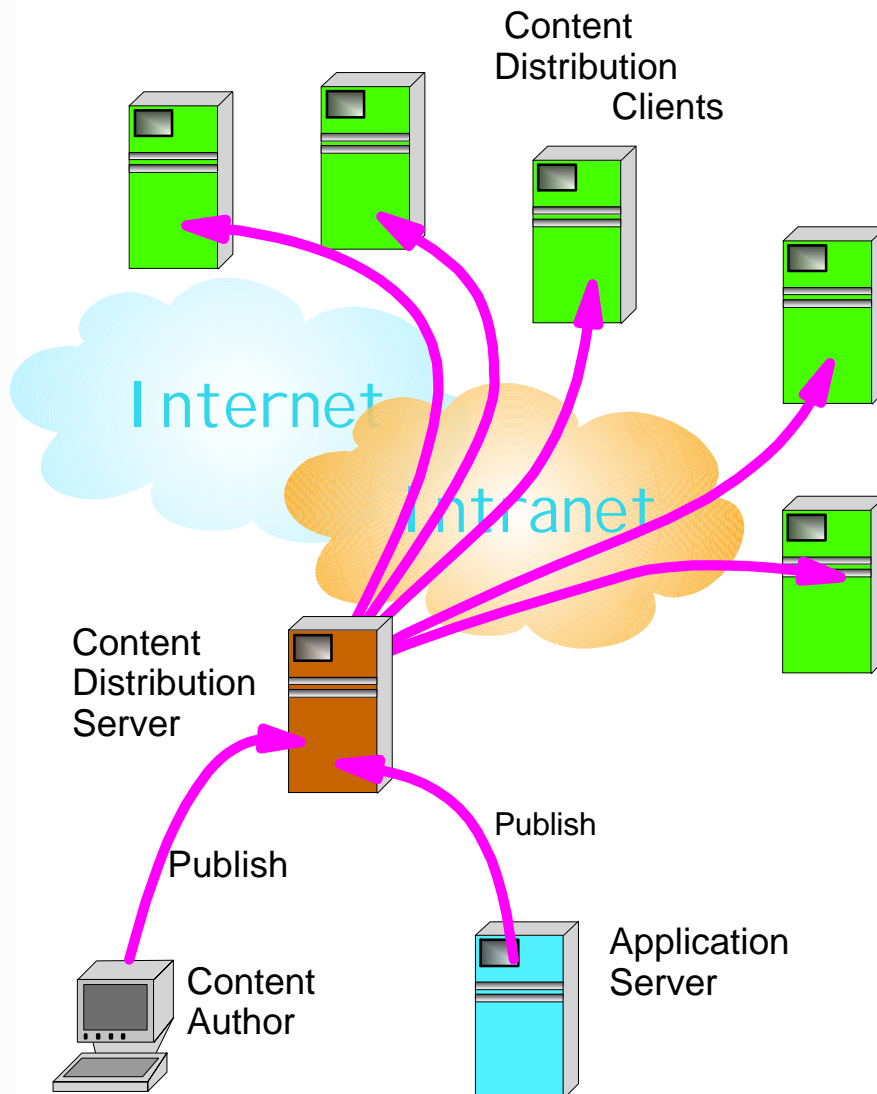 Content
Distribution
Clients
Internet
Intranet
Content
Distribution
Server
Publish
Publish
Application
Server
Content
Author